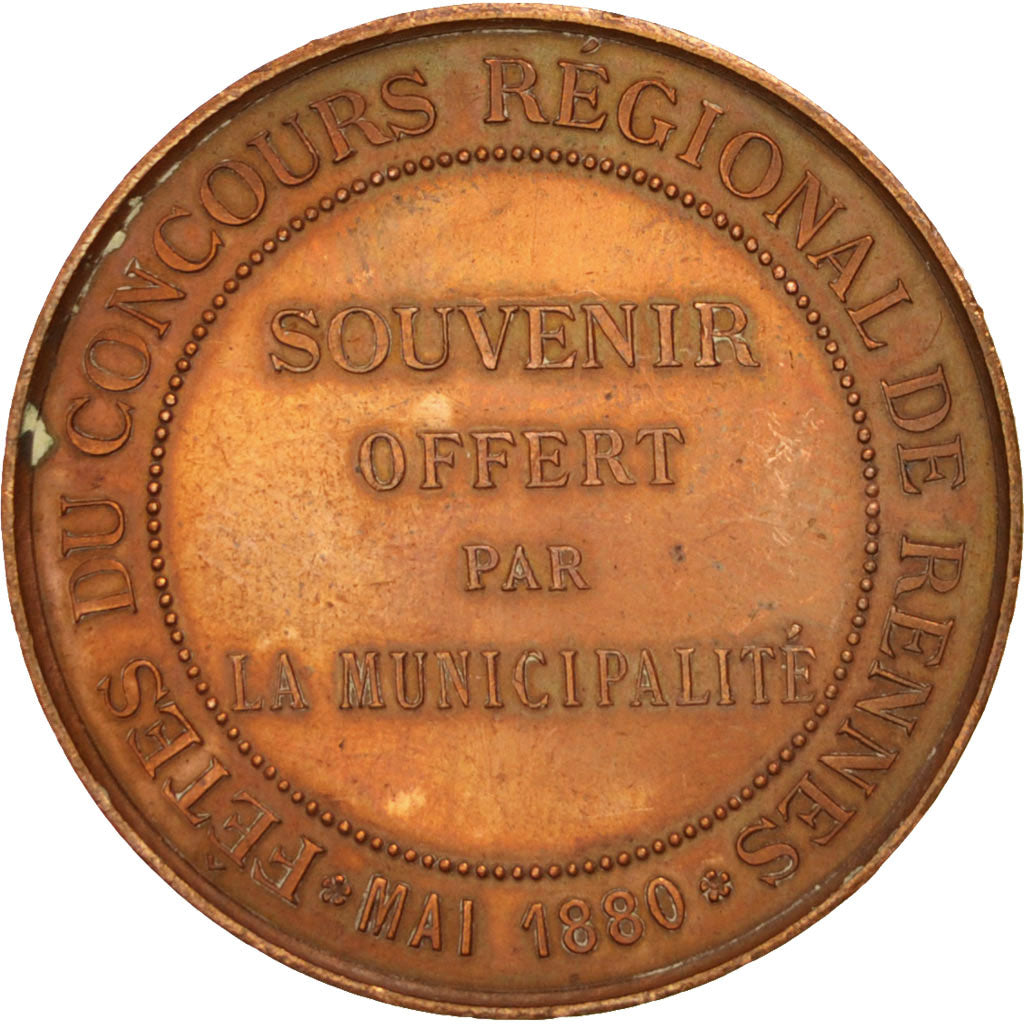 FÊTES DU CONCOURS RÉGIONAL DE RENNES
MAI 1880
SOUVENIR
OFFERT
PAR
LA MUNICIPALITÉ